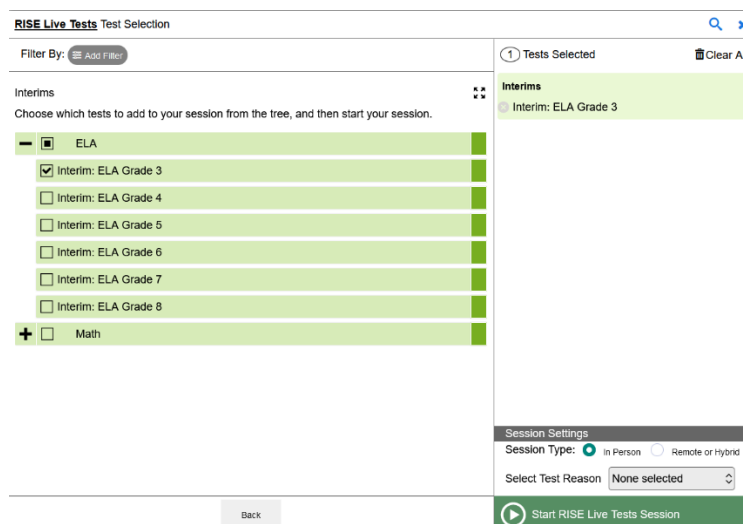 RISE Live Tests Test Selection
Filter By: Add Filter
Interims
Choose which tests to add to your session from the tree, and then start your session.
ELA
Interim: ELA Grade 3
Interim: ELA Grade 4
Interim: ELA Grade 5
Interim: ELA Grade 6
Interim: ELA Grade 7
Interim: ELA Grade 8
Math
Back
1 Tests Selected
Clear A
Interims
Interim: ELA Grade 3
Session Settings
Session Type: In Person Remote or Hybrid
Select Test Reason None selected
Start RISE Live Tests Session